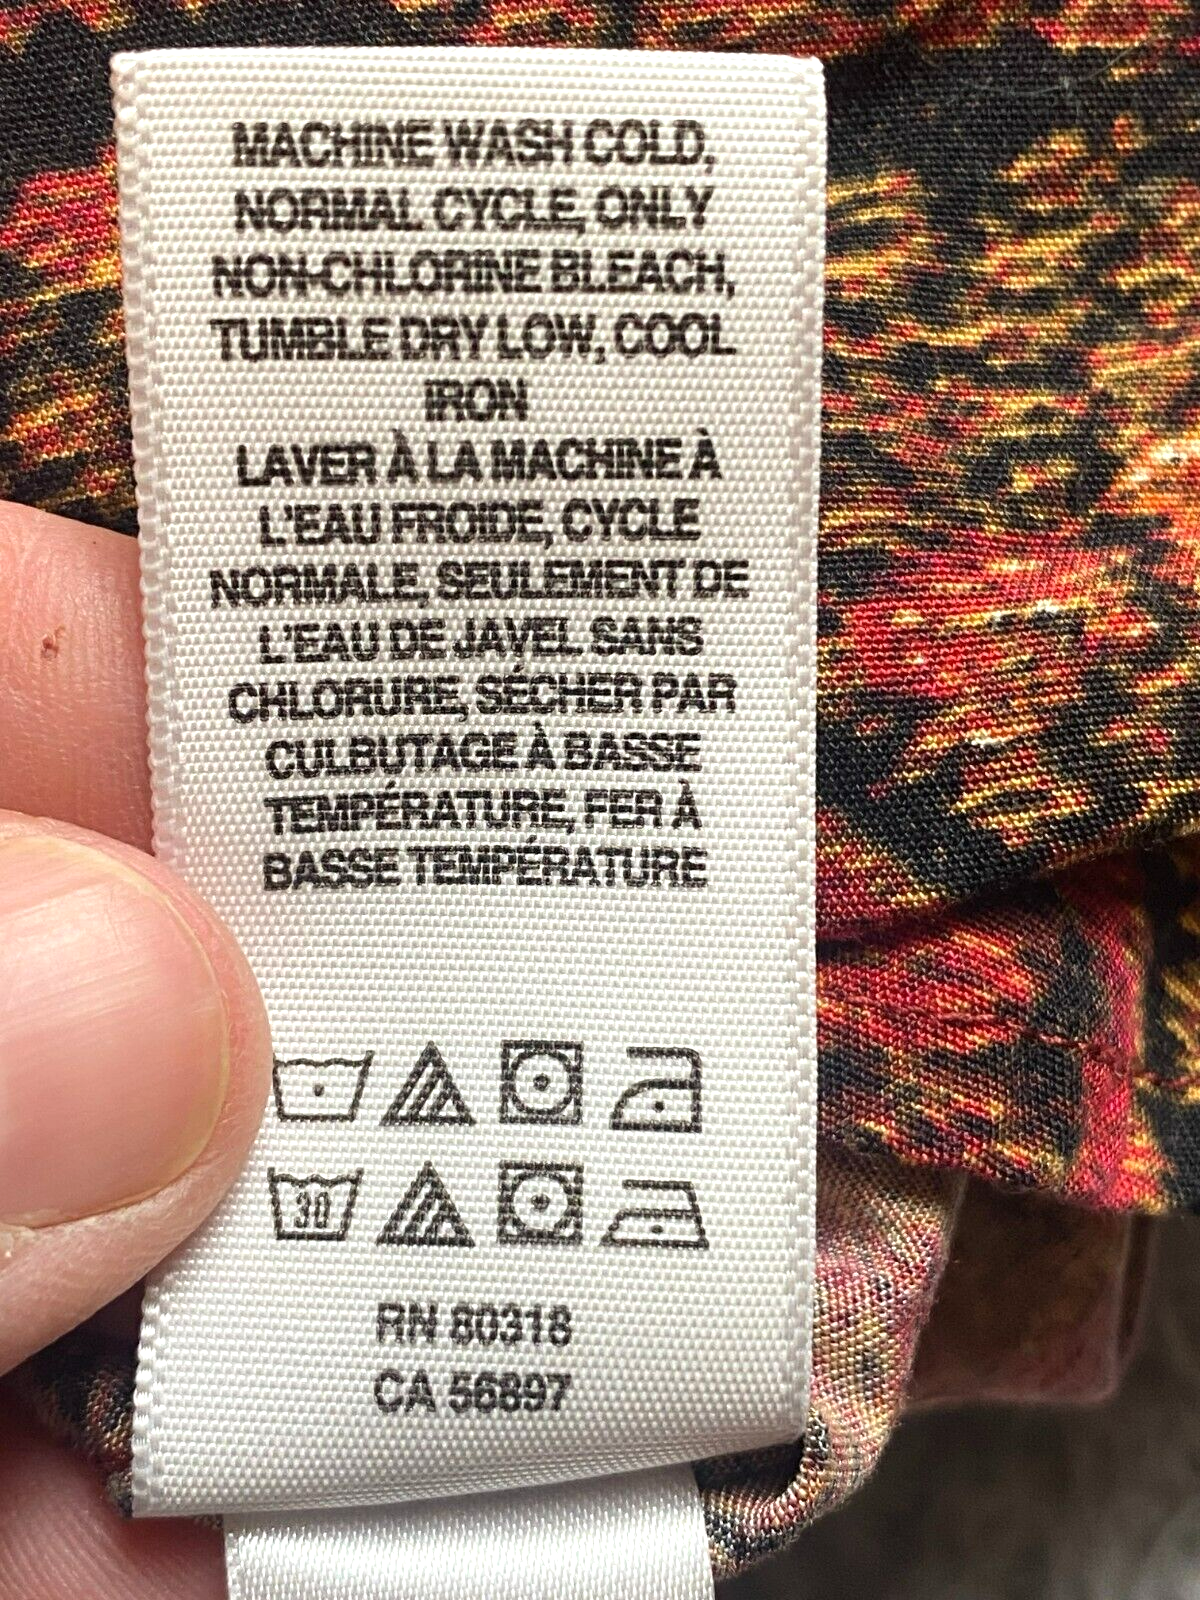 MACHINE WASH COLD,
NORMAL CYCLE, ONLY
NON-CHLORINE BLEACH,
TUMBLE DRY LOW, COOL
IRON
LAVER À LA MACHINE À
L'EAU FROIDE, CYCLE
NORMALE, SEULEMENT DE
L'EAU DE JAVEL SANS
CHLORURE, SÉCHER PAR
CULBUTAGE À BASSE
TEMPÉRATURE, FER À
BASSE TEMPÉRATURE
30
RN 80318
CA 56897